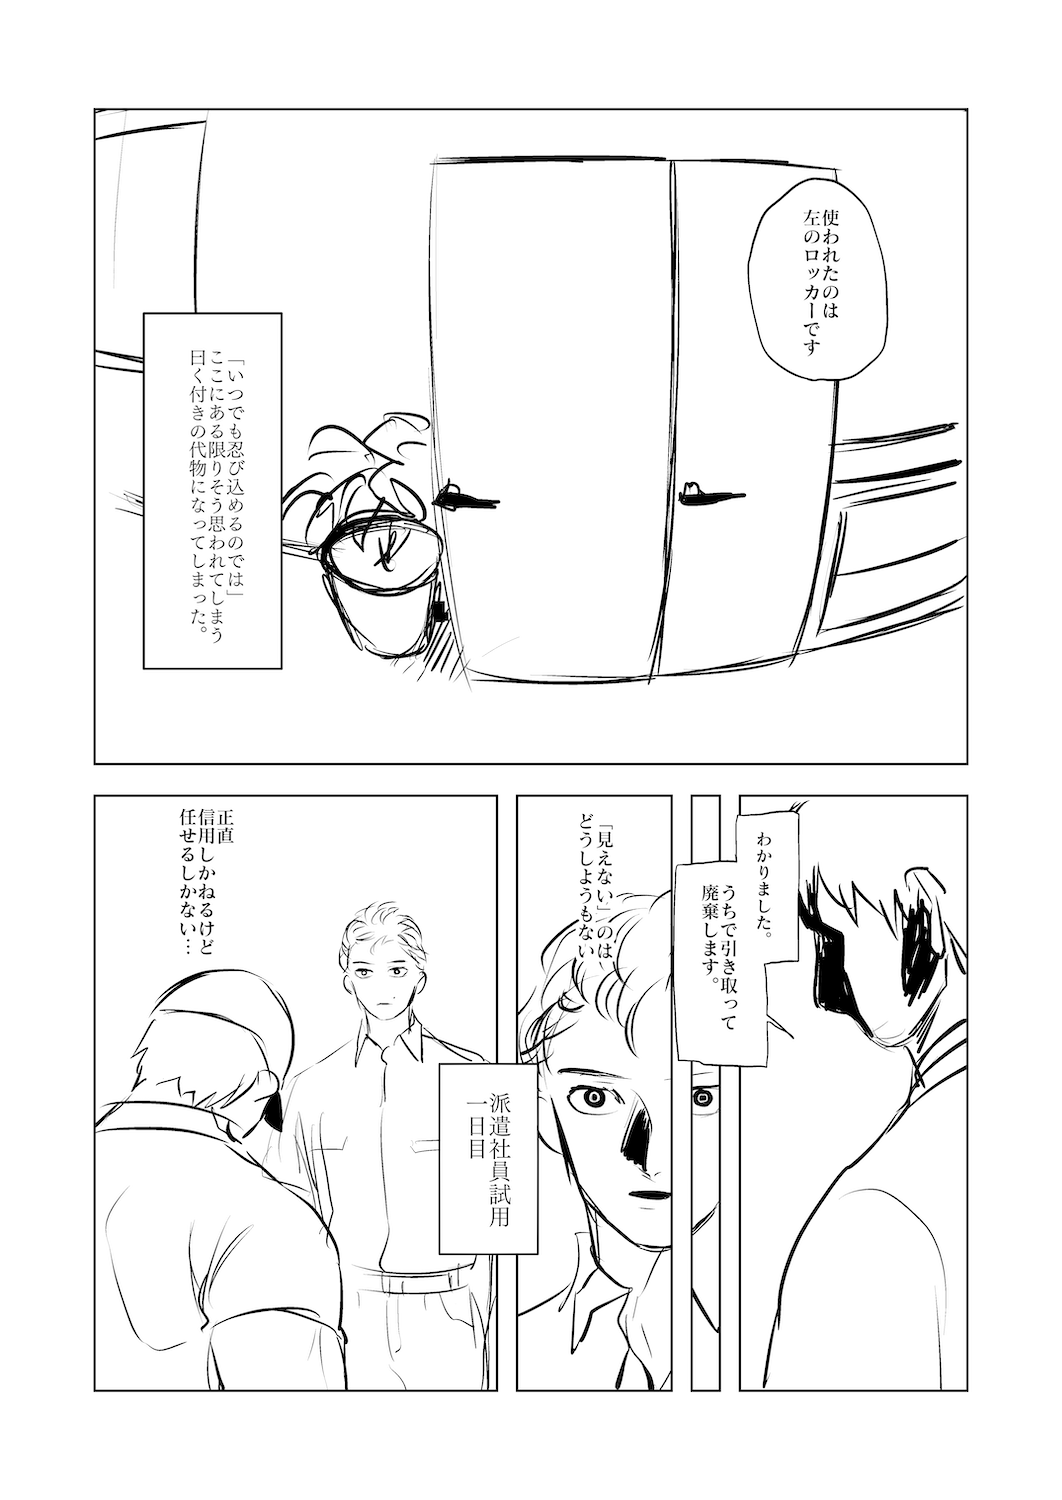 使われたのは
左のロッカーです
「いつでも忍び込めるのでは」
ここにある限りそう思われてしまう
曰く付きの代物になってしまった。
わかりました。
うちで引き取って
廃棄します。
「見えない」のは
どうしようもない
正直
信用しかねるけど
任せるしかない…
派遣社員試用
一日目